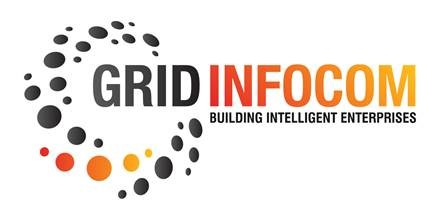 GRID INFOCOM
BUILDING INTELLIGENT ENTERPRISES